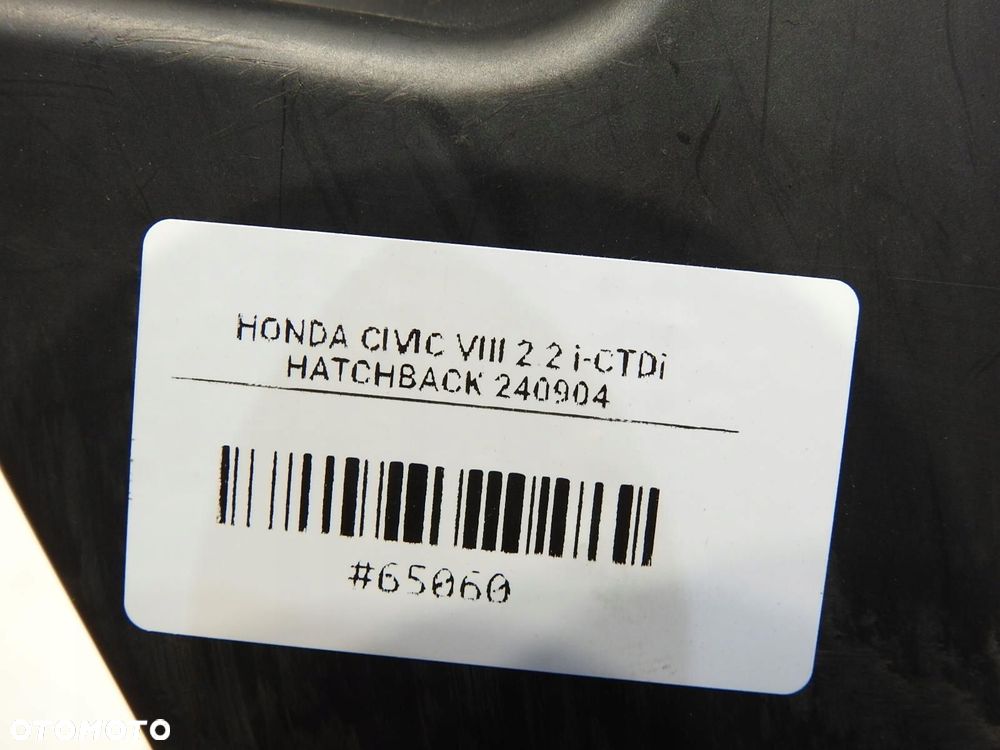 HONDA CIVIC VIII 2.2 i-CTDi
HATCHBACK 240904
#65060
OTOMOTO